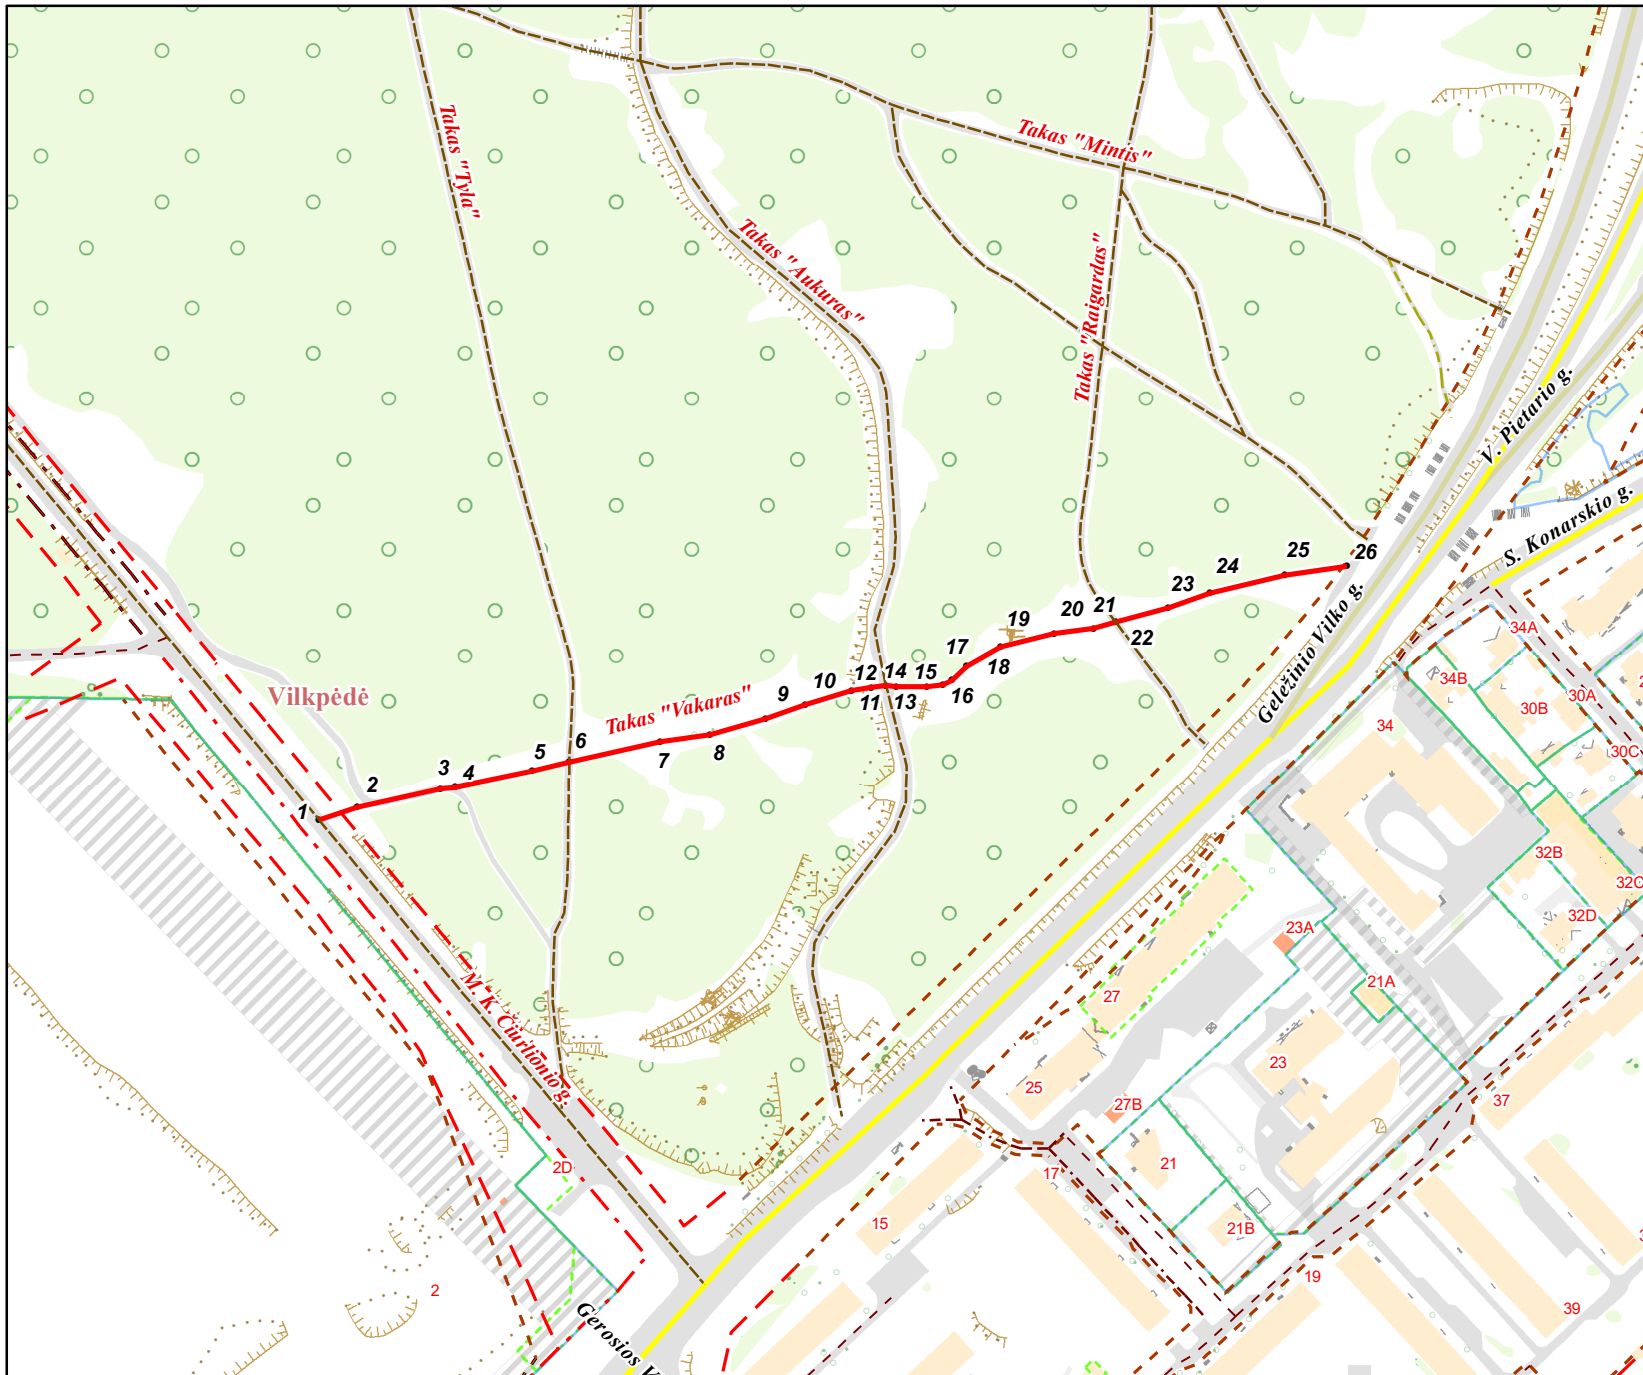 Takas "Tyla"
Takas "Mintis"
Takas "Aukuras"
Takas "Raigardas"
V. Pietario g.
S. Konarskio g.
Geležinio Vilko g.
Takas "Vakaras"
Vilkpėdė
M. K. Čiurlionio g.
Gerosios V
1
2
3
4
5
6
7
8
9
10
11
12
13
14
15
16
17
18
19
20
21
22
23
24
25
26
34A
34B
30A
30B
30C
34
32B
32C
32D
23A
21A
27
23
25
27B
37
21
17
2D
15
21B
19
39
2